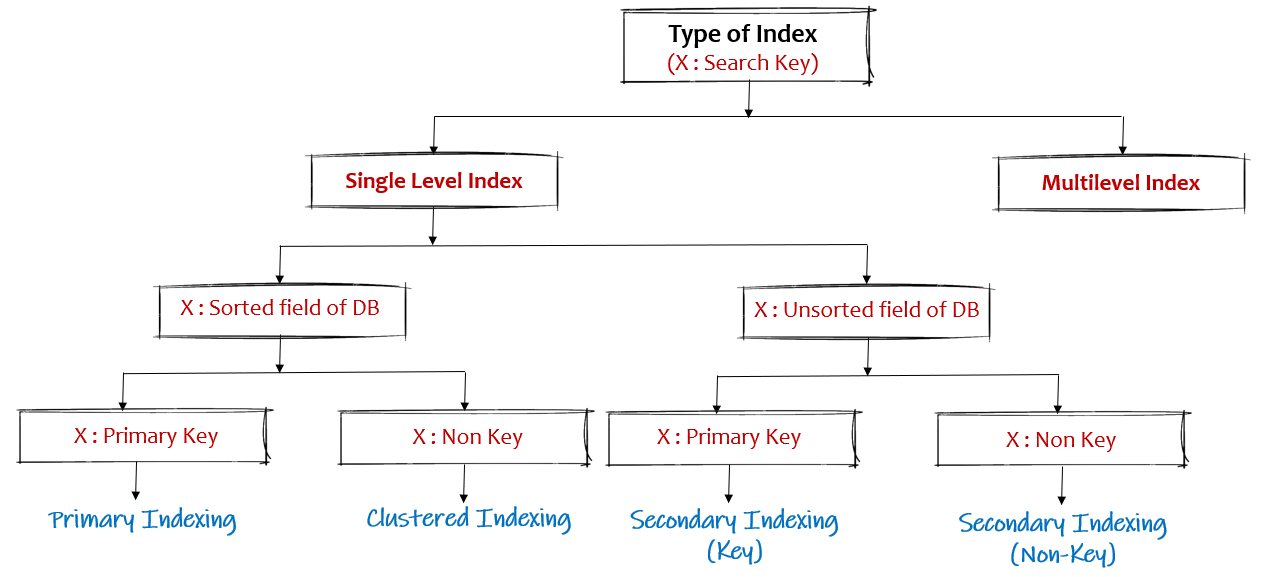 Type of Index
(X : Search Key)
Single Level Index
Multilevel Index
X : Sorted field of DB
X : Unsorted field of DB
X : Primary Key
X : Non Key
X : Primary Key
X : Non Key
Primary Indexing
Clustered Indexing
Secondary Indexing
(Key)
Secondary Indexing
(Non-Key)